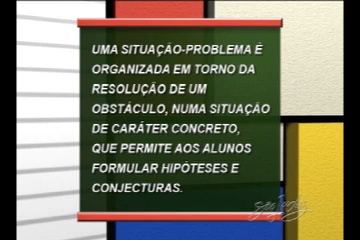 UMA SITUAÇÃO-PROBLEMA É
ORGANIZADA EM TORNO DA
RESOLUÇÃO DE UM
OBSTÁCULO, NUMA SITUAÇÃO
DE CARÁTER CONCRETO,
QUE PERMITE AOS ALUNOS
FORMULAR HIPÓTESES E
CONJECTURAS.